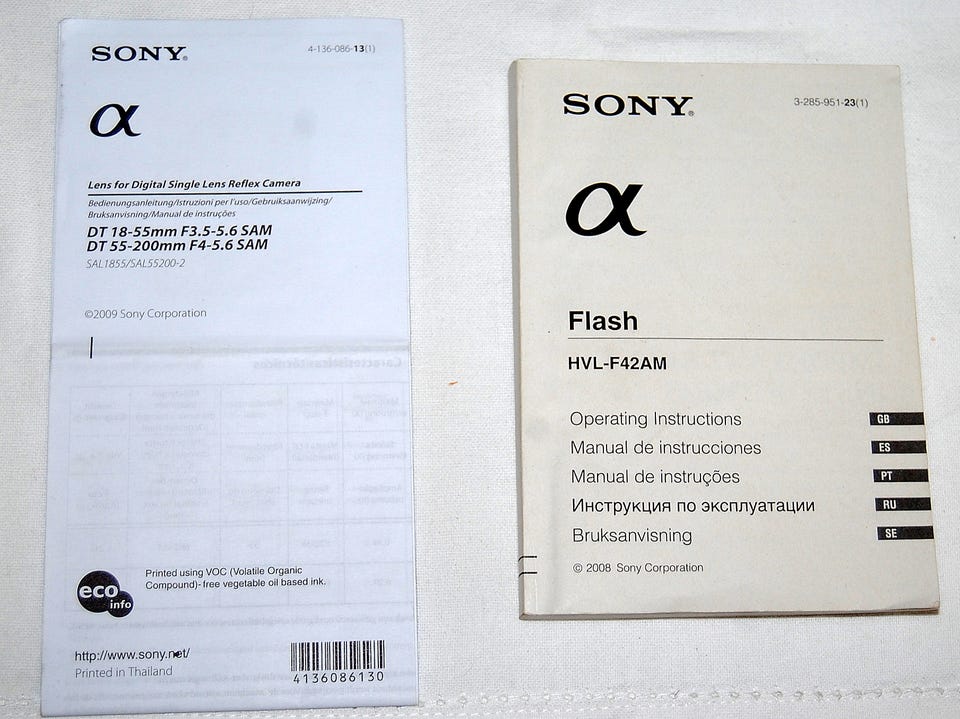 SONY®
4-136-086-13(1)
α
Lens for Digital Single Lens Reflex Camera
Bedienungsanleitung/Istruzioni per l'uso/Gebruiksaanwijzing/
Bruksanvisning/Manual de instruções
DT 18-55mm F3.5-5.6 SAM
DT 55-200mm F4-5.6 SAM
SAL1855/SAL55200-2
©2009 Sony Corporation
eco
info
Printed using VOC (Volatile Organic
Compound)-free vegetable oil based ink.
http://www.sony.net/
Printed in Thailand
4136086130
SONY®
3-285-951-23(1)
α
Flash
HVL-F42AM
Operating Instructions GB
Manual de instrucciones ES
Manual de instruções PT
Инструкция по эксплуатации RU
Bruksanvisning SE
© 2008 Sony Corporation